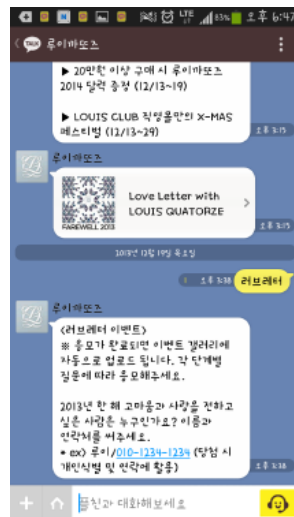 LTE 83% 오후 6:47
TALK 루이까또즈
▶ 20만원 이상 구매 시 루이까또즈
2014 달력 증정 (12/13~19)
▶ LOUIS CLUB 직영몰만의 X-MAS
페스티벌 (12/13~29)
오후 3:15
루이까또즈
Love Letter with
LOUIS QUATORZE
FAREWELL 2013
오후 3:15
2013년 12월 19일 목요일
1 오후 3:38 러브레터
루이까또즈
<러브레터 이벤트>
※ 응모가 완료되면 이벤트 갤러리에
자동으로 업로드 됩니다. 각 단계별
질문에 따라 응모해주세요.
2013년 한 해 고마움과 사랑을 전하고
싶은 사람은 누구인가요? 이름과
연락처를 써주세요.
* ex) 루이/010-1234-1234 (당첨 시
개인식별 및 연락에 활용)
오후 3:38
플친과 대화해보세요